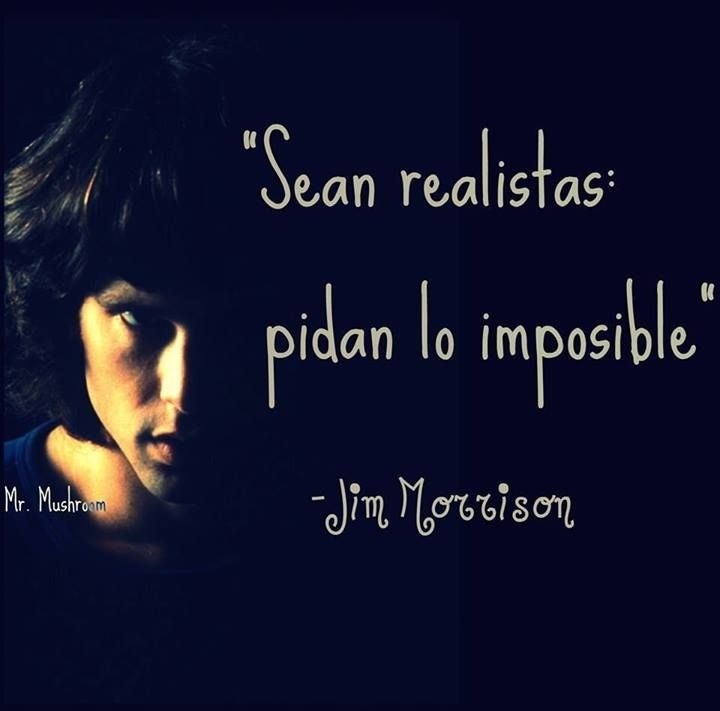 "Sean realistas:
pidan lo imposible"
-Jim Morrison
Mr. Mushroom